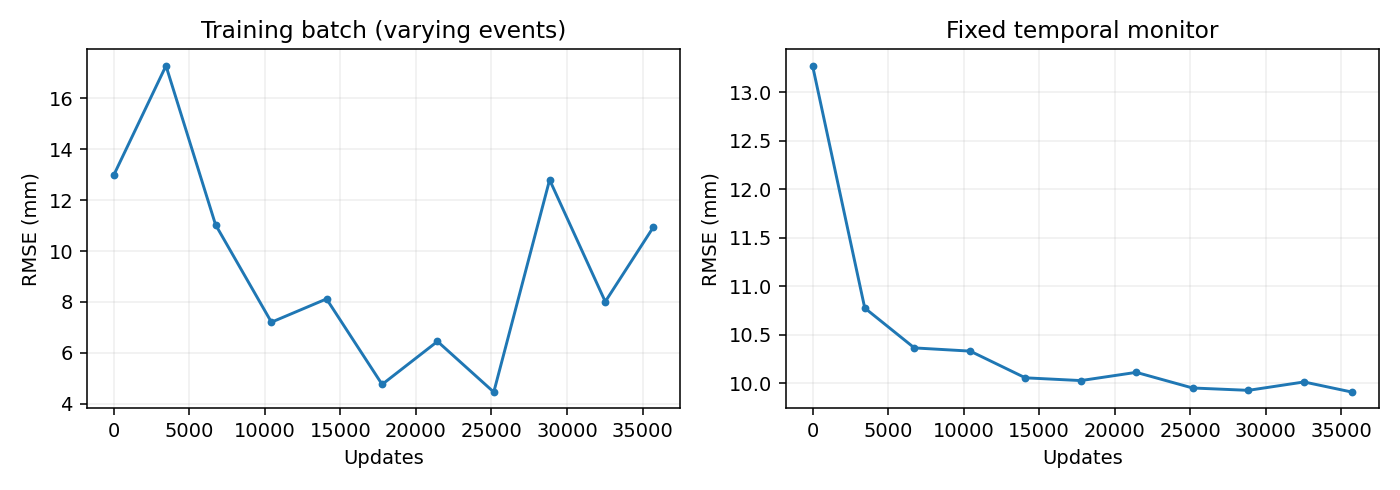 Training batch (varying events)
RMSE (mm)
16
14
12
10
8
6
4
0 5000 10000 15000 20000 25000 30000 35000
Updates
Fixed temporal monitor
RMSE (mm)
13.0
12.5
12.0
11.5
11.0
10.5
10.0
0 5000 10000 15000 20000 25000 30000 35000
Updates